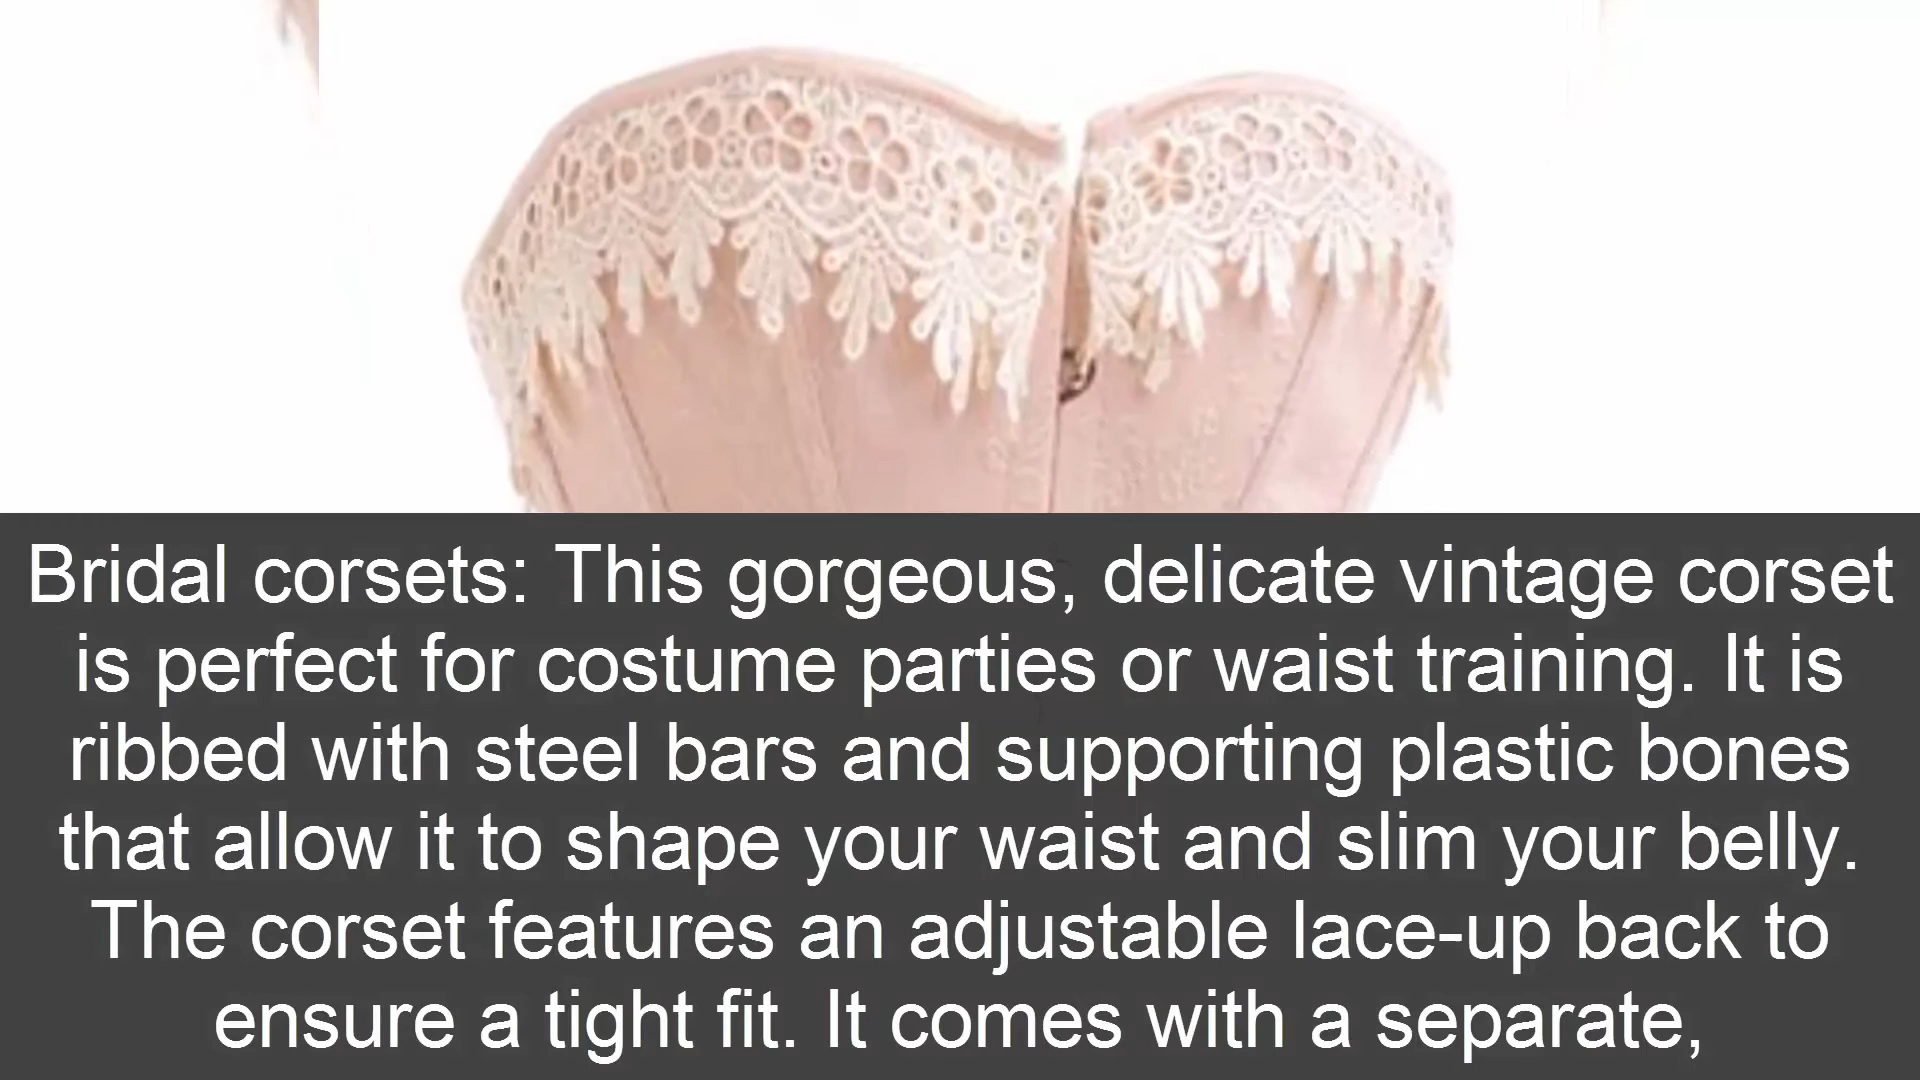 Bridal corsets: This gorgeous, delicate vintage corset
is perfect for costume parties or waist training. It is
ribbed with steel bars and supporting plastic bones
that allow it to shape your waist and slim your belly.
The corset features an adjustable lace-up back to
ensure a tight fit. It comes with a separate,